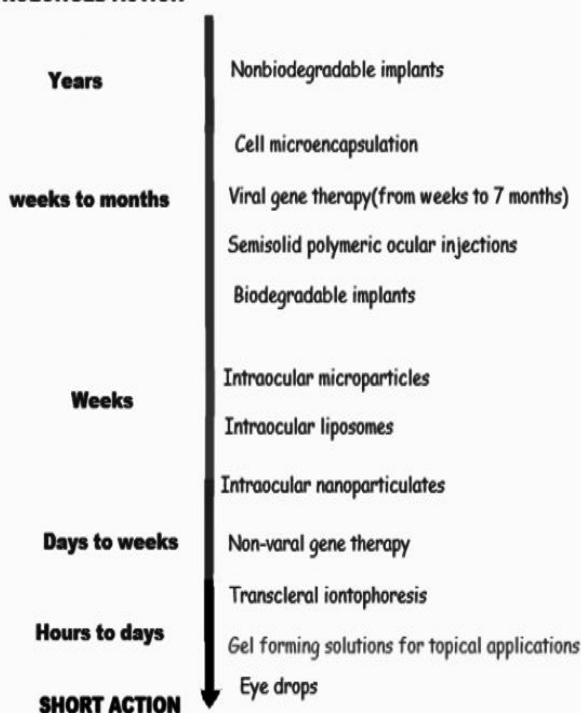 Years
Nonbiodegradable implants
Cell microencapsulation
weeks to months
Viral gene therapy(from weeks to 7 months)
Semisolid polymeric ocular injections
Biodegradable implants
Intraocular microparticles
Weeks
Intraocular liposomes
Intraocular nanoparticulates
Days to weeks
Non-varal gene therapy
Transcleral iontophoresis
Hours to days
Gel forming solutions for topical applications
Eye drops
SHORT ACTION